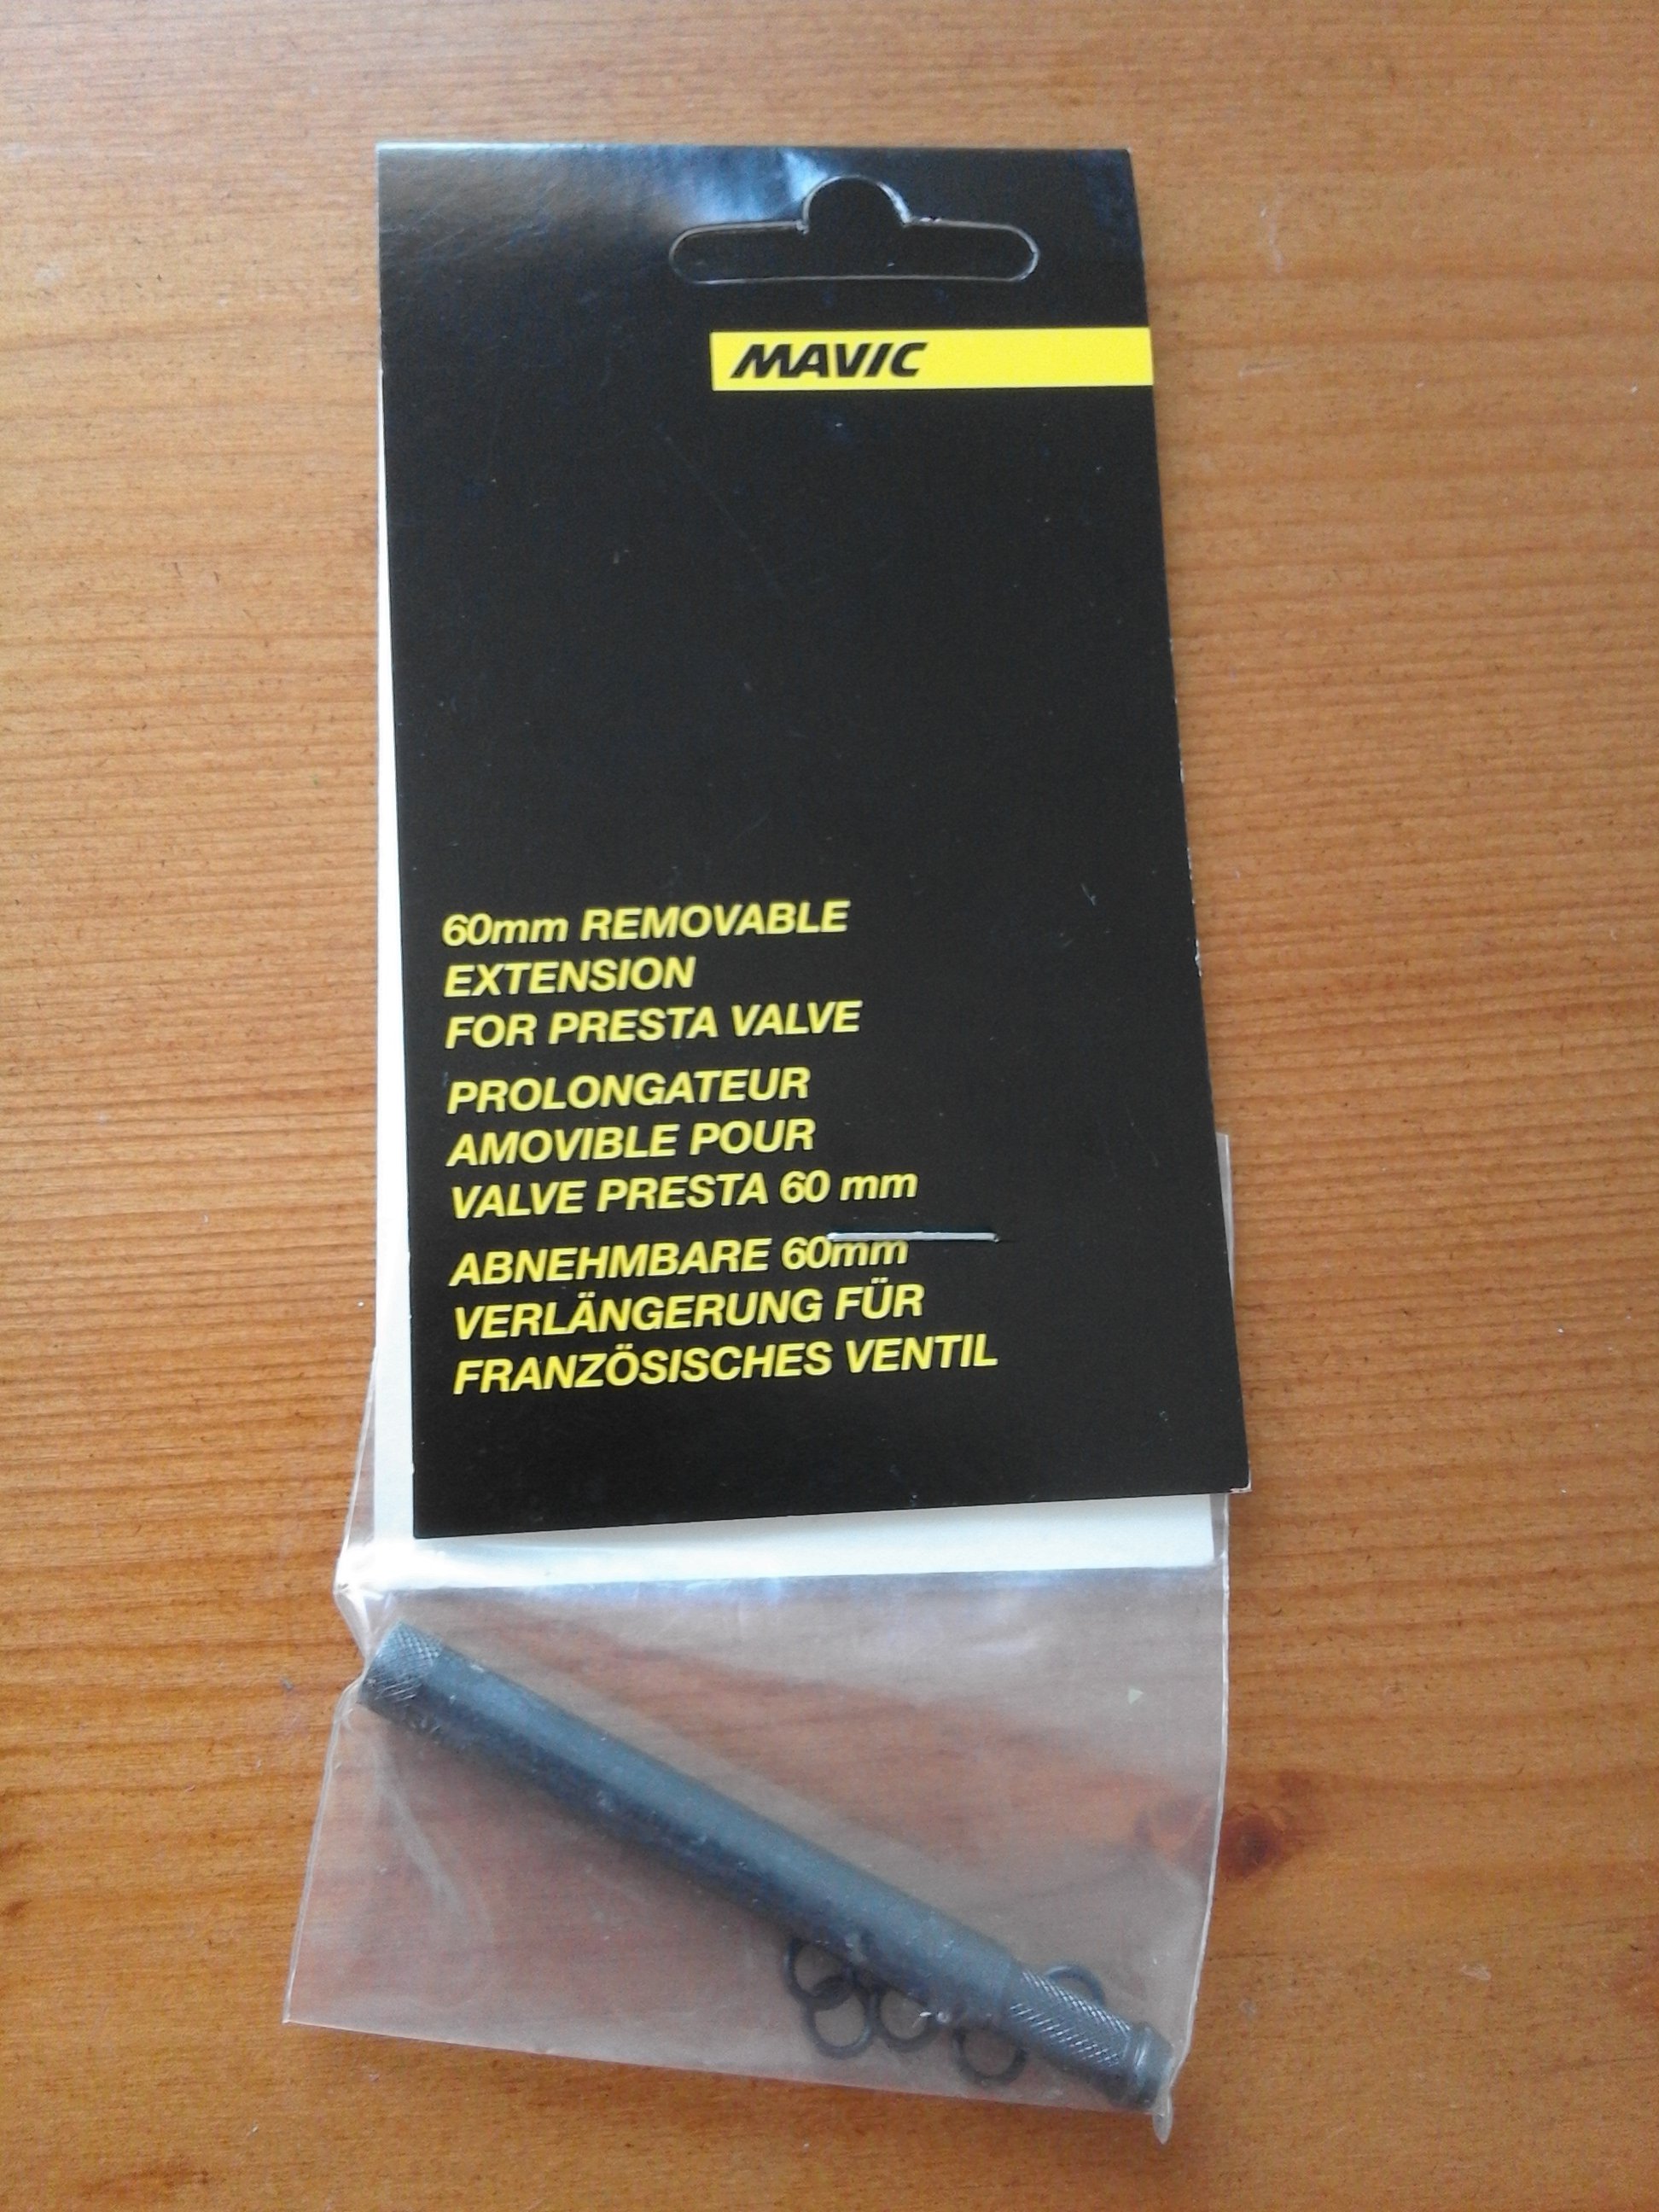 MAVIC
60mm REMOVABLE
EXTENSION
FOR PRESTA VALVE
PROLONGATEUR
AMOVIBLE POUR
VALVE PRESTA 60 mm
ABNEHMBARE 60mm
VERLÄNGERUNG FÜR
FRANZÖSISCHES VENTIL